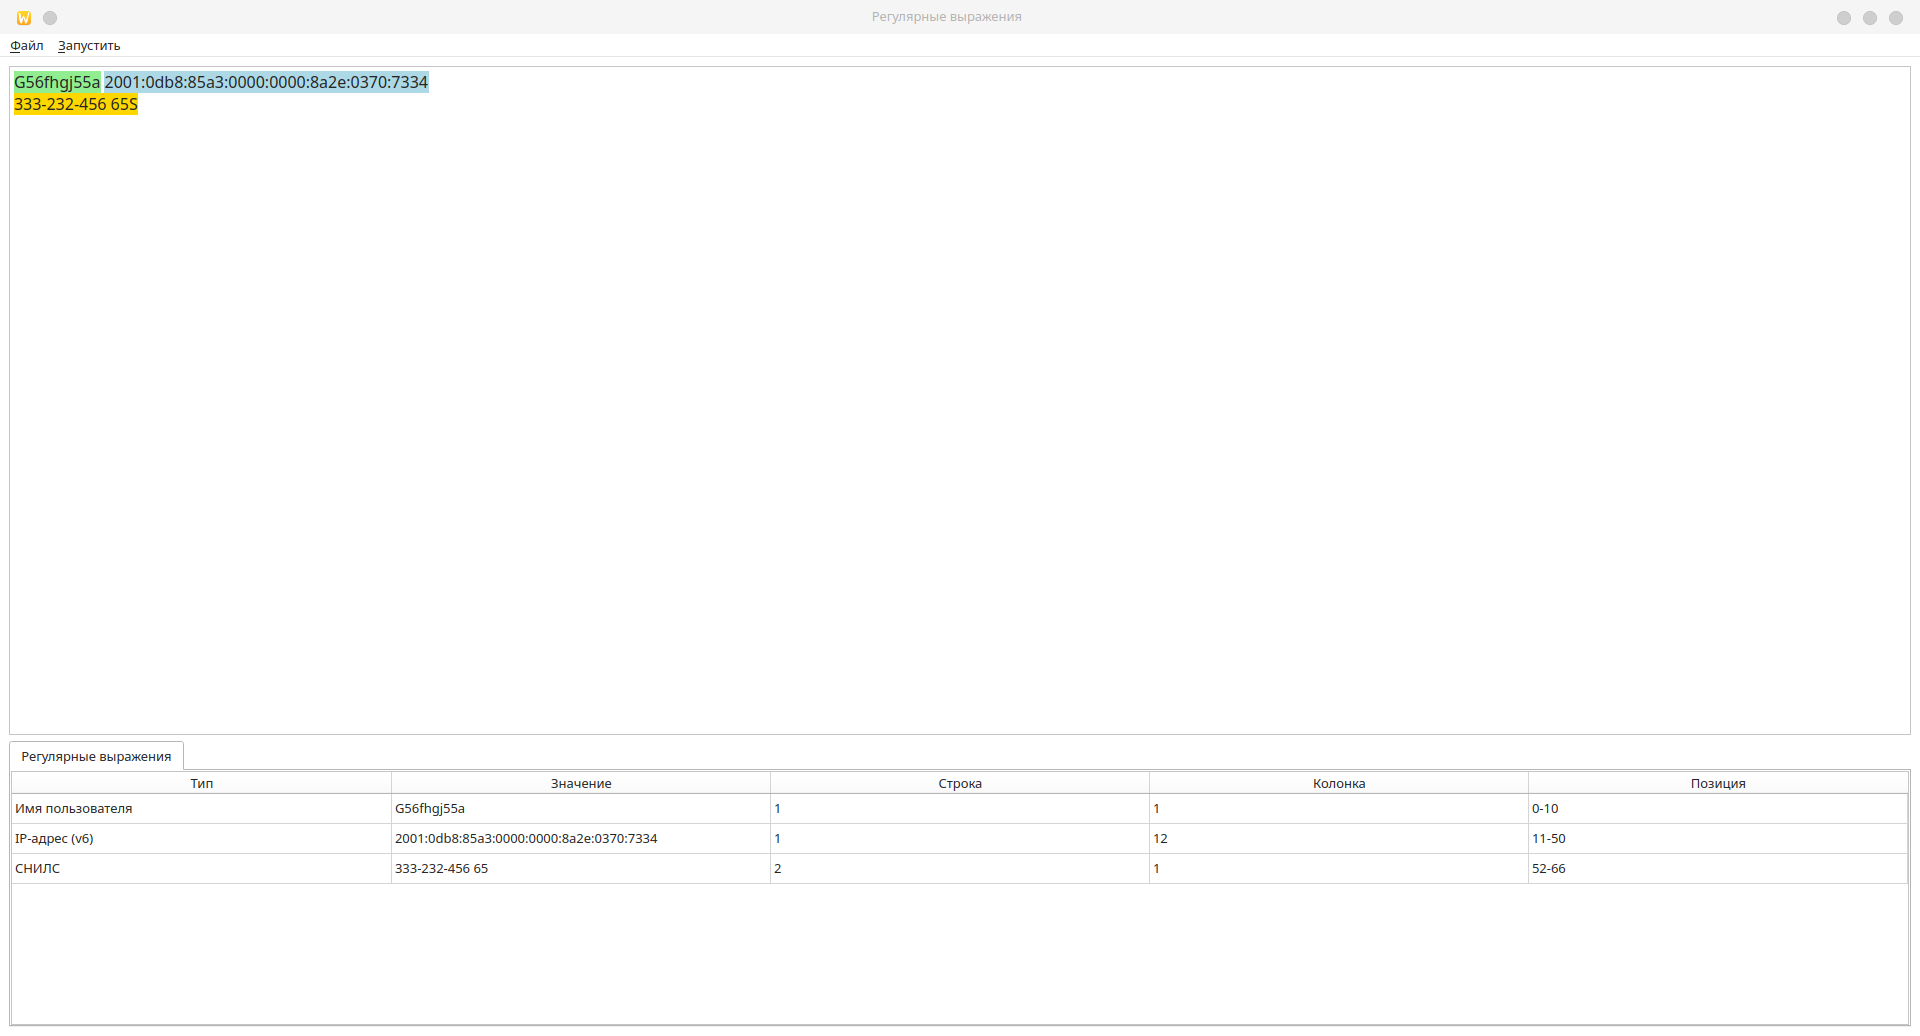 Регулярные выражения
Файл Запустить
G56fhgj55a 2001:0db8:85a3:0000:0000:8a2e:0370:7334
333-232-456 65S
Регулярные выражения
Тип Значение Строка Колонка Позиция
Имя пользователя G56fhgj55a 1 1 0-10
IP-адрес (v6) 2001:0db8:85a3:0000:0000:8a2e:0370:7334 1 12 11-50
СНИЛС 333-232-456 65 2 1 52-66